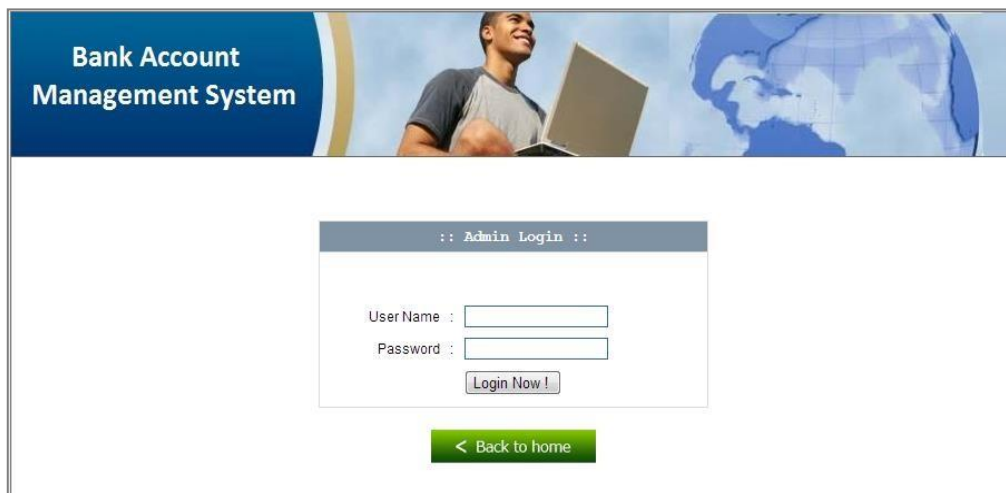 Bank Account
Management System
:: Admin Login ::
User Name :
Password :
Login Now !
< Back to home